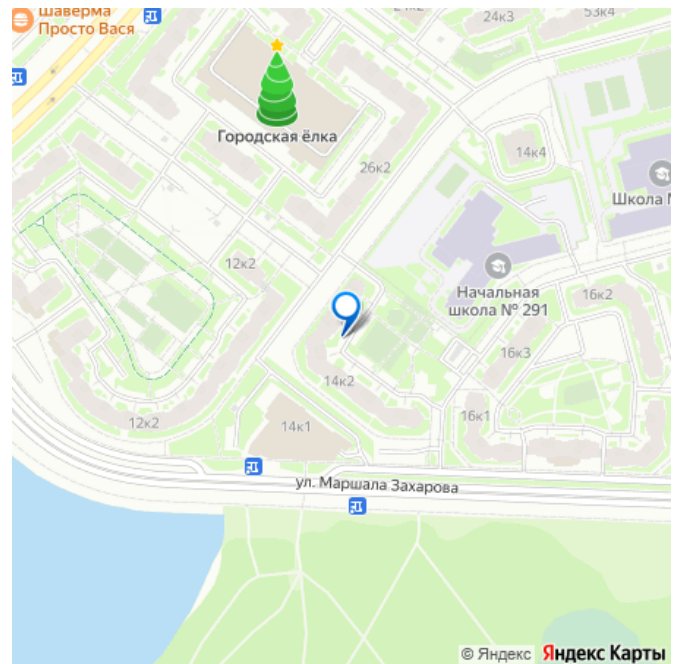 Шаверма
Просто Вася
24к3
53к4
Городская ёлка
26к2
14к4
Школа
12к2
Начальная
школа № 291
16к2
16к3
14к2
12к2
14к1
16к1
ул. Маршала Захарова
© Яндекс Яндекс Карты